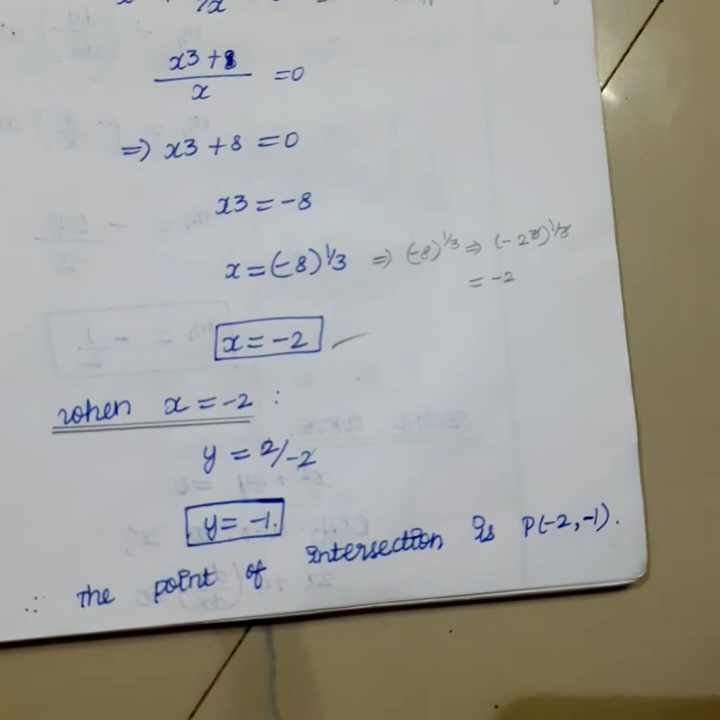 x3+8
x
=0
=) x3+8=0
x3=-8
x=(-8)1/3 =) (-8)1/3 => (-23)1/3
= -2
x=-2
when x=-2 :
y = 2/-2
y=-1.
∴ The point of intersection is P(-2,-1).